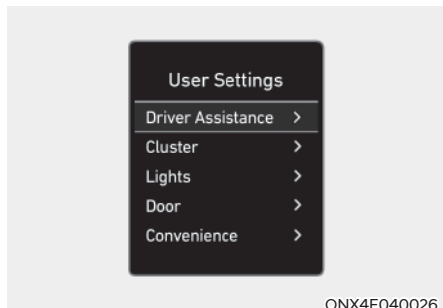 User Settings
Driver Assistance >
Cluster >
Lights >
Door >
Convenience >
ONX4E040026